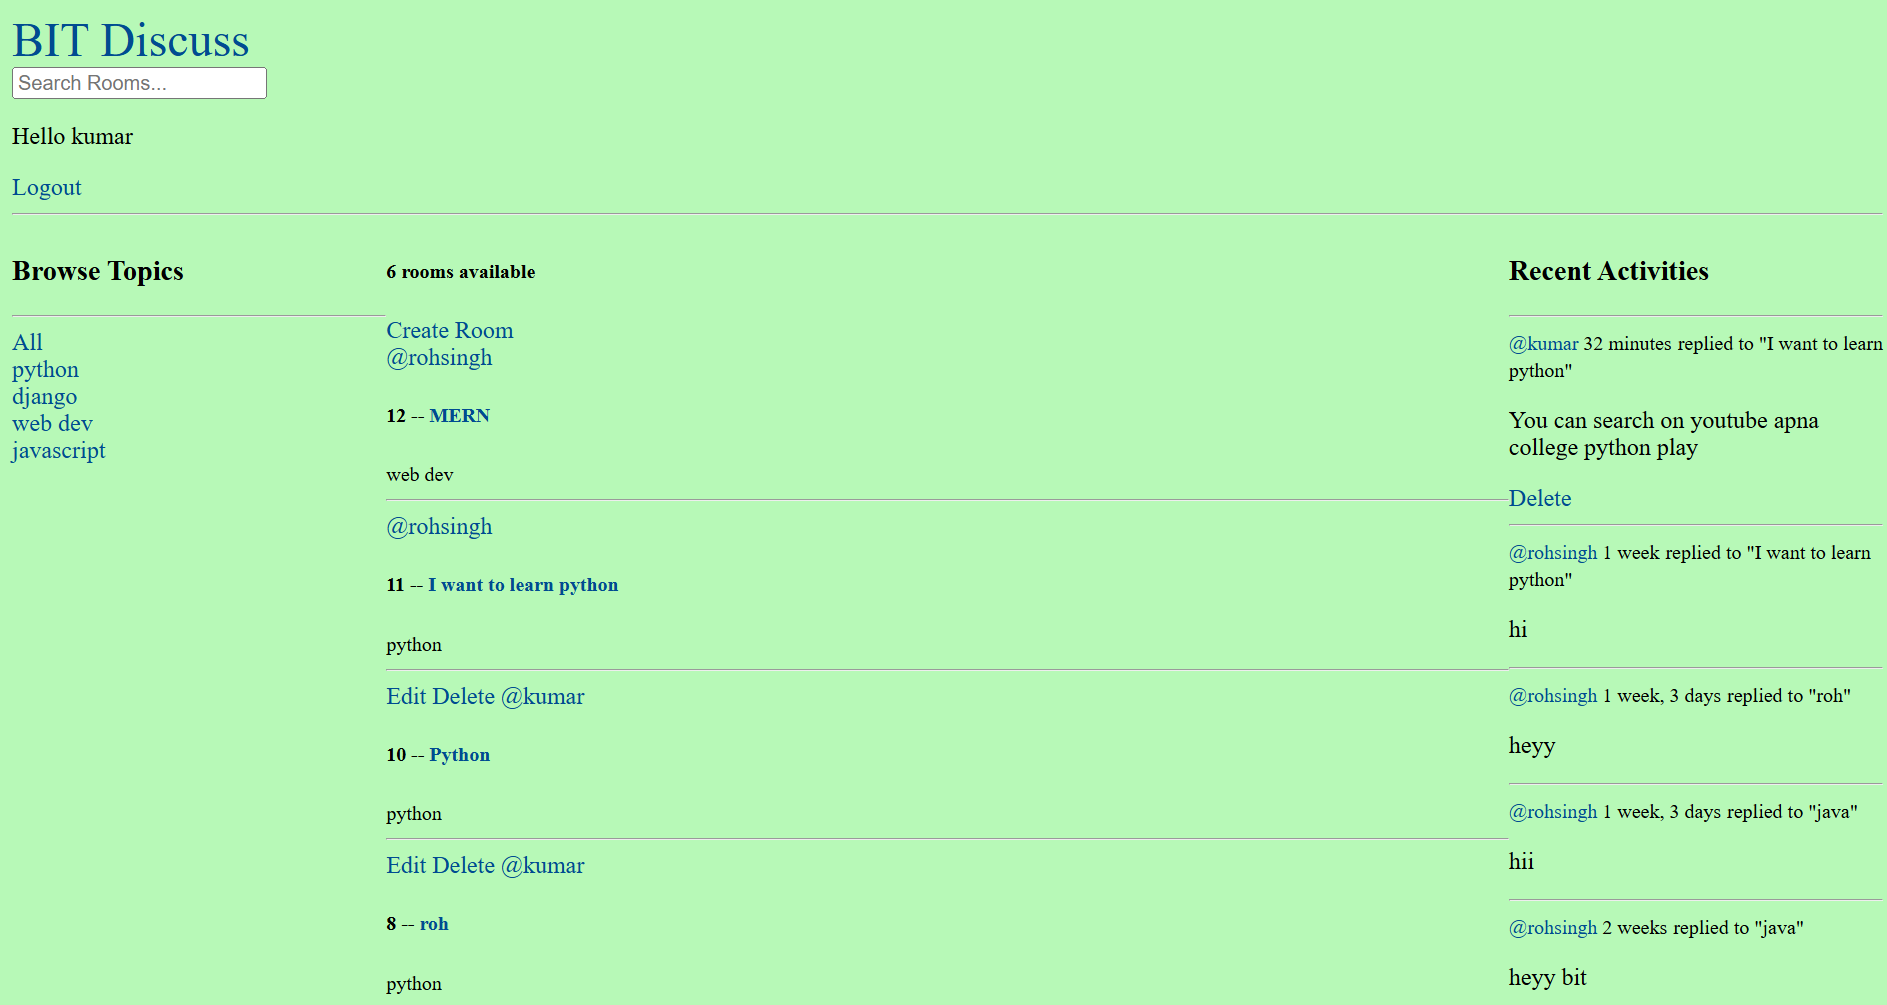 BIT Discuss
Search Rooms...
Hello kumar
Logout
Browse Topics
All
python
django
web dev
javascript
6 rooms available
Create Room
@rohsingh
12 -- MERN
web dev
@rohsingh
11 -- I want to learn python
python
Edit Delete @kumar
10 -- Python
python
Edit Delete @kumar
8 -- roh
python
Recent Activities
@kumar 32 minutes replied to "I want to learn
python"
You can search on youtube apna
college python play
Delete
@rohsingh 1 week replied to "I want to learn
python"
hi
@rohsingh 1 week, 3 days replied to "roh"
heyy
@rohsingh 1 week, 3 days replied to "java"
hii
@rohsingh 2 weeks replied to "java"
heyy bit